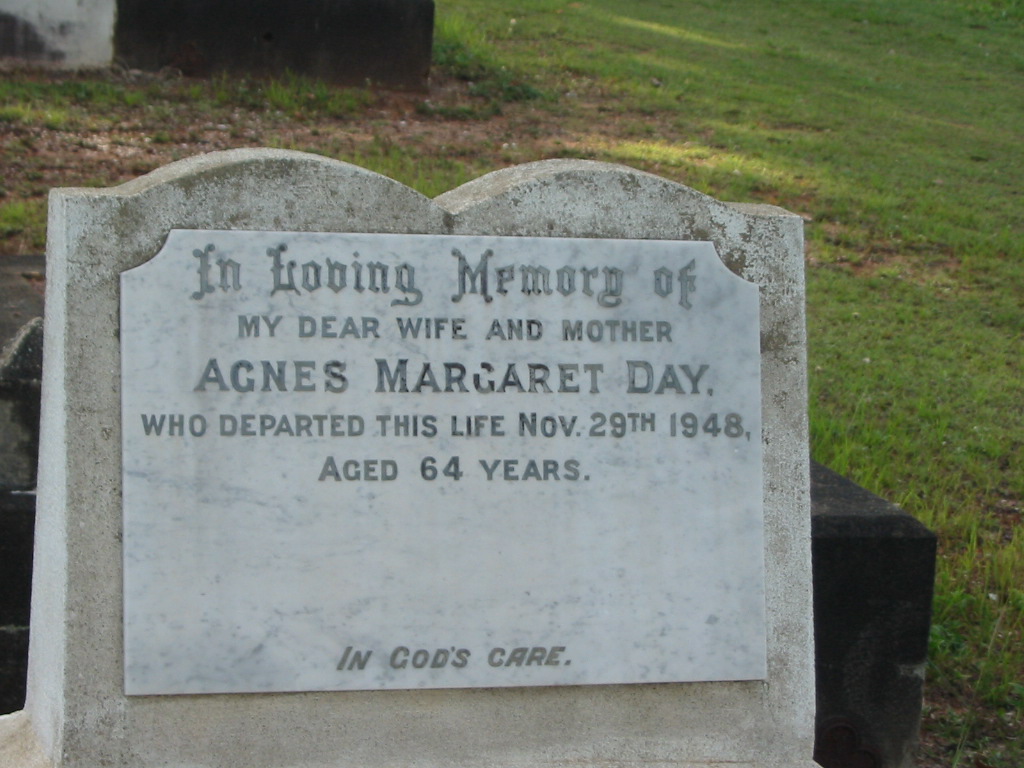 In Loving Memory of
MY DEAR WIFE AND MOTHER
AGNES MARGARET DAY.
WHO DEPARTED THIS LIFE NOV. 29TH 1948,
AGED 64 YEARS.
IN GOD'S CARE.